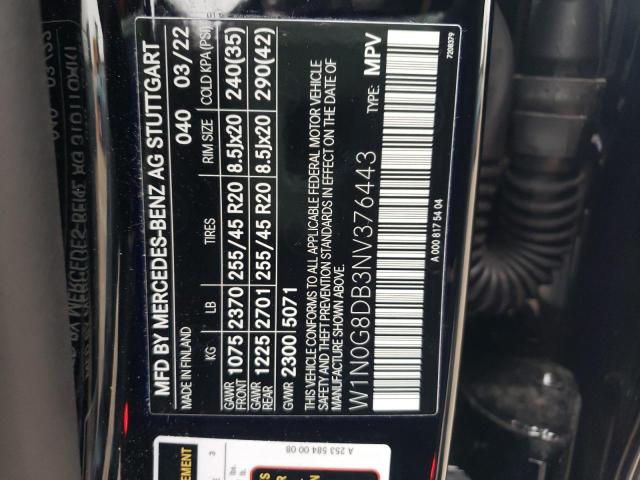 MFD BY MERCEDES-BENZ AG STUTTGART
MADE IN FINLAND 040 03/22
KG LB TIRES RIM SIZE COLD KPA(PSI)
GAWR FRONT 1075 2370 255/45 R20 8.5Jx20 240(35)
GAWR REAR 1225 2701 255/45 R20 8.5Jx20 290(42)
GVWR 2300 5071
THIS VEHICLE CONFORMS TO ALL APPLICABLE FEDERAL MOTOR VEHICLE
SAFETY AND THEFT PREVENTION STANDARDS IN EFFECT ON THE DATE OF
MANUFACTURE SHOWN ABOVE.
W1N0G8DB3NV376443 TYPE: MPV
A 000 817 54 04 7208379
A 253 584 00 08